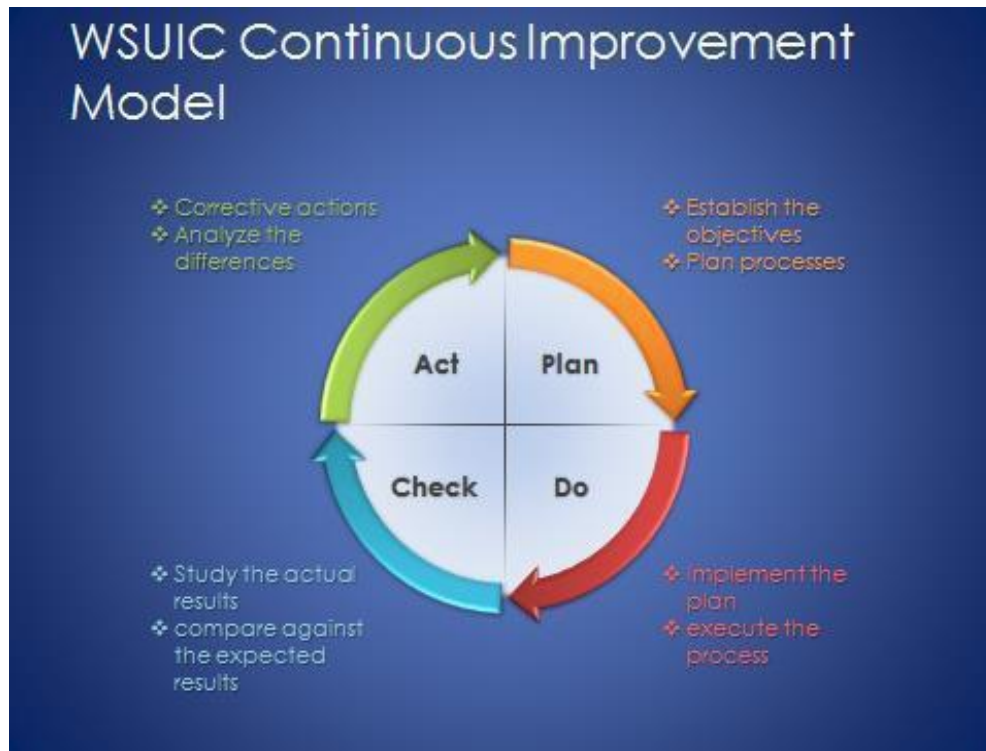 WSUIC Continuous Improvement
Model
❖ Corrective actions
❖ Analyze the
differences
❖ Establish the
objectives
❖ Plan processes
Act
Plan
Check
Do
❖ Study the actual
results
❖ compare against
the expected
results
❖ Implement the
plan
❖ execute the
process